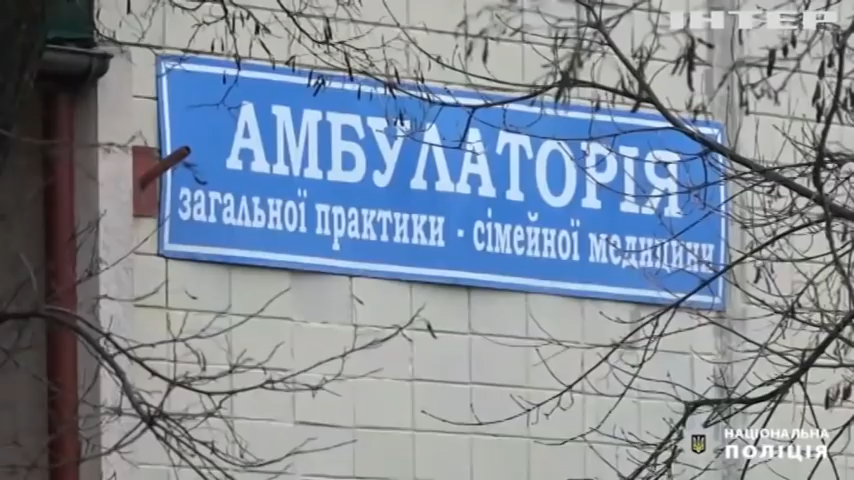 ІНТЕР
АМБУЛАТОРІЯ
загальної практики - сімейної медицини
НАЦІОНАЛЬНА
ПОЛІЦІЯ